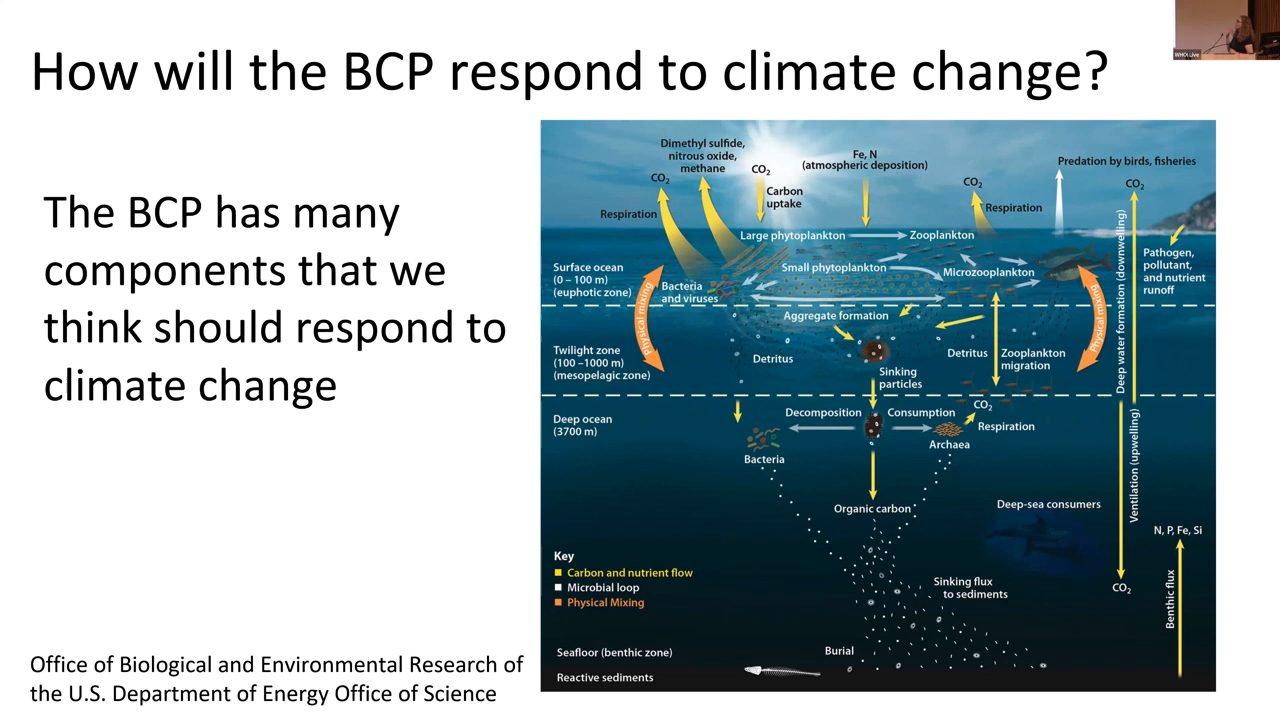 WHOI Live
How will the BCP respond to climate change?
The BCP has many
components that we
think should respond to
climate change
Office of Biological and Environmental Research of
the U.S. Department of Energy Office of Science
Dimethyl sulfide,
nitrous oxide,
methane
CO2
Respiration
CO2
Carbon
uptake
Fe, N
(atmospheric deposition)
CO2
Respiration
Predation by birds, fisheries
CO2
Large phytoplankton
Zooplankton
Small phytoplankton
Microzooplankton
Surface ocean
(0 – 100 m)
(euphotic zone)
Bacteria
and viruses
Physical mixing
Physical mixing
Deep water formation (downwelling)
Pathogen,
pollutant,
and nutrient
runoff
Aggregate formation
Twilight zone
(100 –1000 m)
(mesopelagic zone)
Detritus
Sinking
particles
Detritus
Zooplankton
migration
Deep ocean
(3700 m)
Decomposition
Consumption
CO2
Respiration
Bacteria
Archaea
Ventilation (upwelling)
Organic carbon
Deep-sea consumers
N, P, Fe, Si
Key
Carbon and nutrient flow
Microbial loop
Physical Mixing
Sinking flux
to sediments
CO2
Benthic flux
Seafloor (benthic zone)
Burial
Reactive sediments